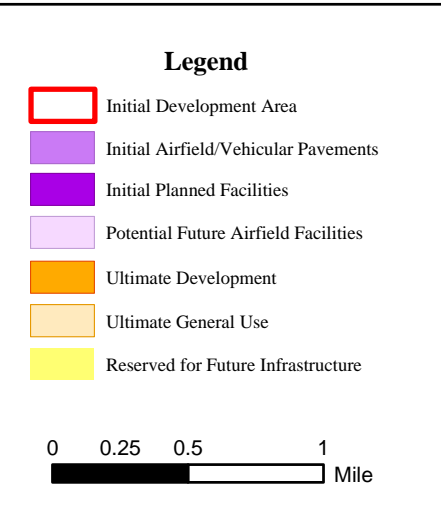 Legend
Initial Development Area
Initial Airfield/Vehicular Pavements
Initial Planned Facilities
Potential Future Airfield Facilities
Ultimate Development
Ultimate General Use
Reserved for Future Infrastructure
0 0.25 0.5 1
Mile